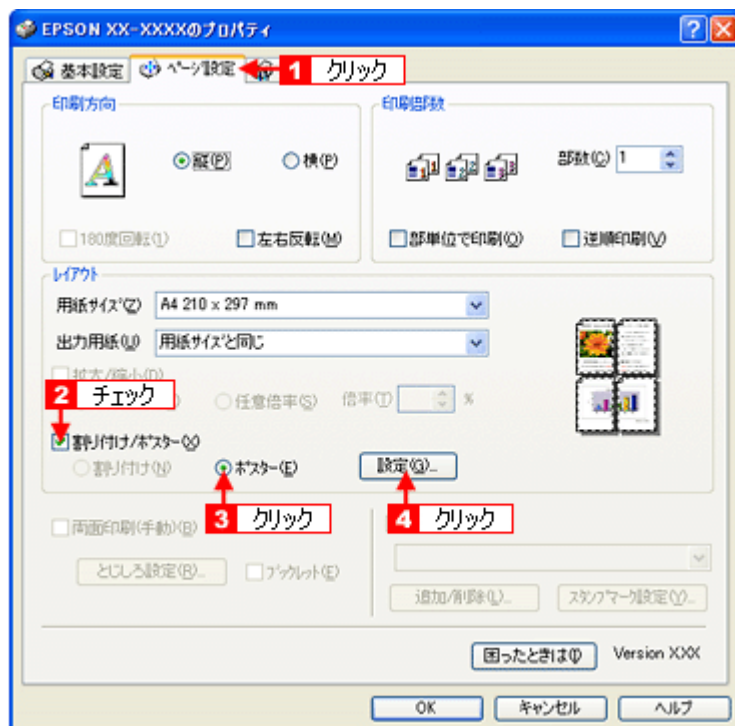 EPSON XX-XXXXのプロパティ
基本設定 ページ設定 1 クリック
印刷方向 印刷部数
縦(P) 横(P) 部数(C) 1
180度回転(1) 左右反転(M) 部単位で印刷(O) 逆順印刷(V)
レイアウト
用紙サイズ(Z) A4 210 x 297 mm
出力用紙(U) 用紙サイズと同じ
拡大/縮小(D)
2 チェック 任意倍率(S) 倍率(T) %
割り付け/ポスター(X)
割り付け(N) ポスター(E) 設定(G)...
3 クリック 4 クリック
両面印刷(手動)(B)
とじしろ設定(R)... ブックレット(E)
追加/削除(L)... スタンプマーク設定(Y)...
困ったときは(I) Version XXX
OK キャンセル ヘルプ